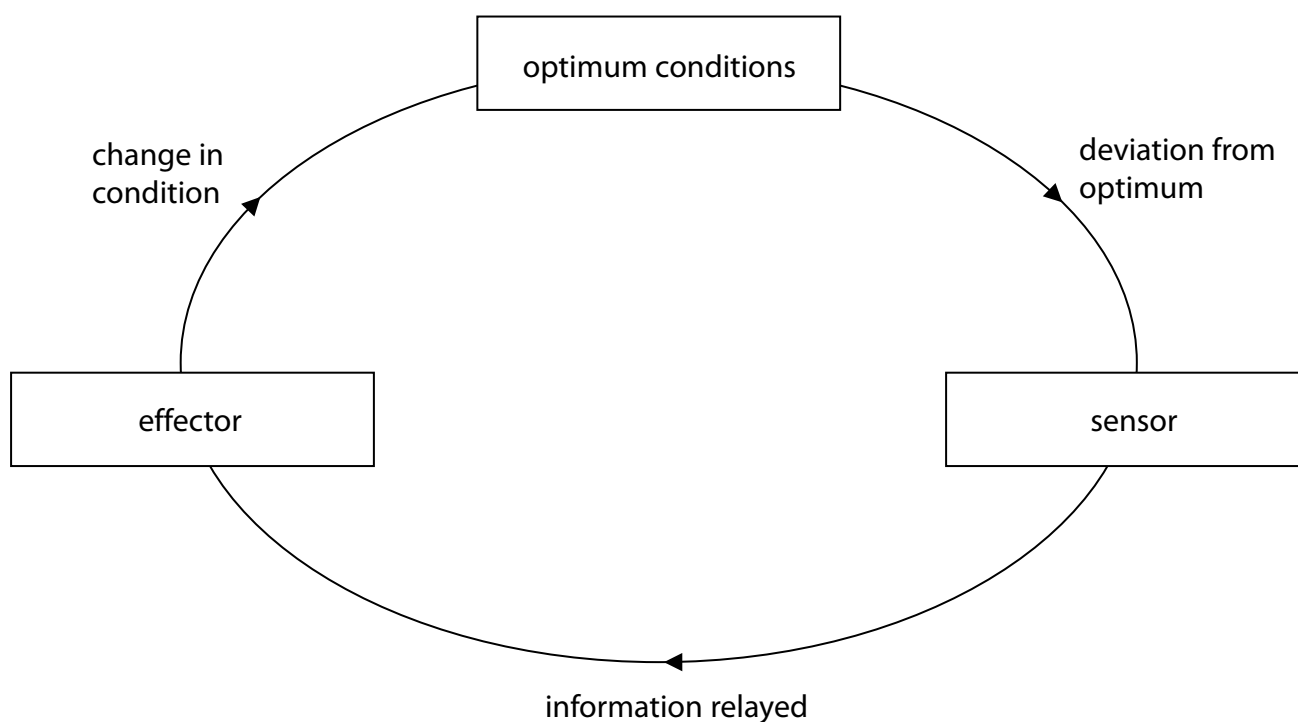 optimum conditions
change in
condition
deviation from
optimum
effector
sensor
information relayed